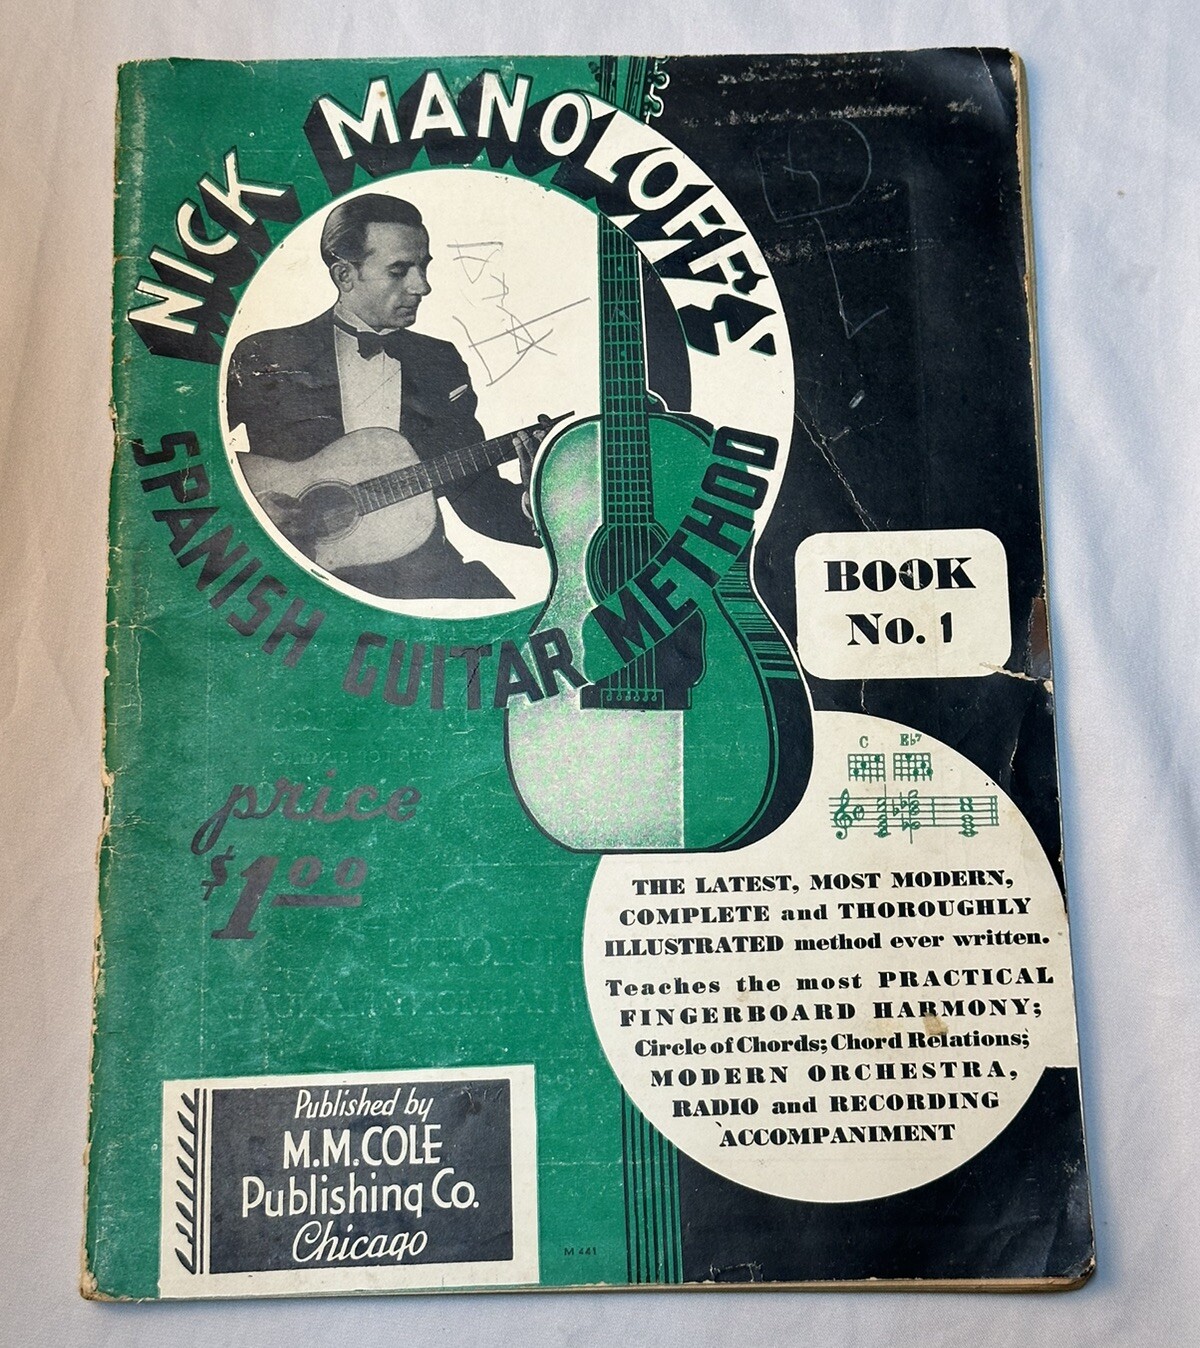 NICK MANOLOFF'S
SPANISH GUITAR METHOD
BOOK
No. 1
price
$1.00
C Eb7
THE LATEST, MOST MODERN,
COMPLETE and THOROUGHLY
ILLUSTRATED method ever written.
Teaches the most PRACTICAL
FINGERBOARD HARMONY;
Circle of Chords; Chord Relations;
MODERN ORCHESTRA,
RADIO and RECORDING
ACCOMPANIMENT
Published by
M.M. COLE
Publishing Co.
Chicago
M 441